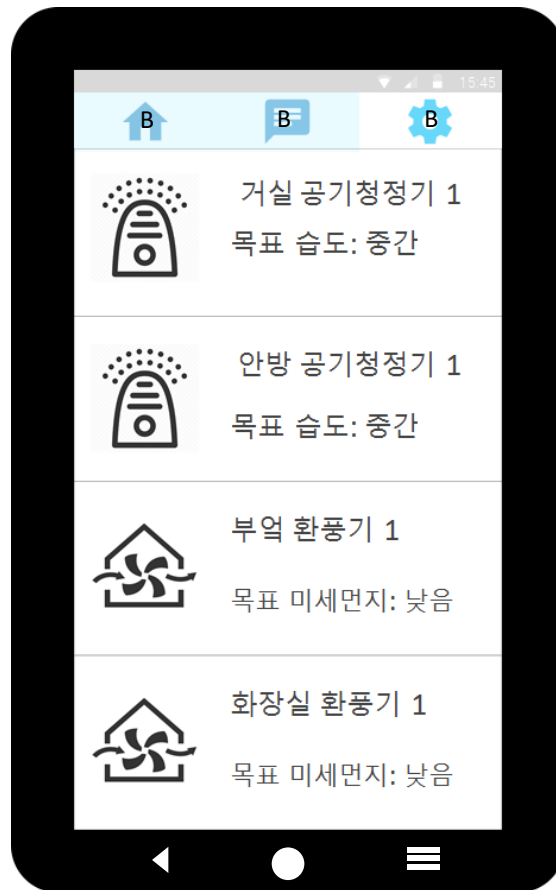 15:45
B
B
B
거실 공기청정기 1
목표 습도: 중간
안방 공기청정기 1
목표 습도: 중간
부엌 환풍기 1
목표 미세먼지: 낮음
화장실 환풍기 1
목표 미세먼지: 낮음